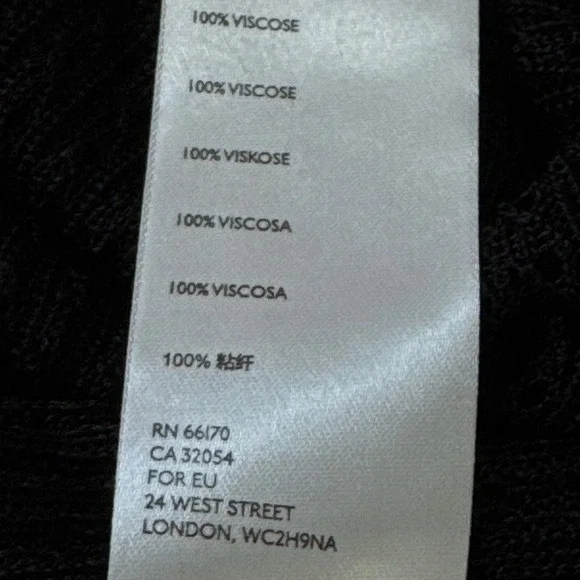 100% VISCOSE
100% VISCOSE
100% VISKOSE
100% VISCOSA
100% VISCOSA
100% 粘纤
RN 66170
CA 32054
FOR EU
24 WEST STREET
LONDON, WC2H9NA